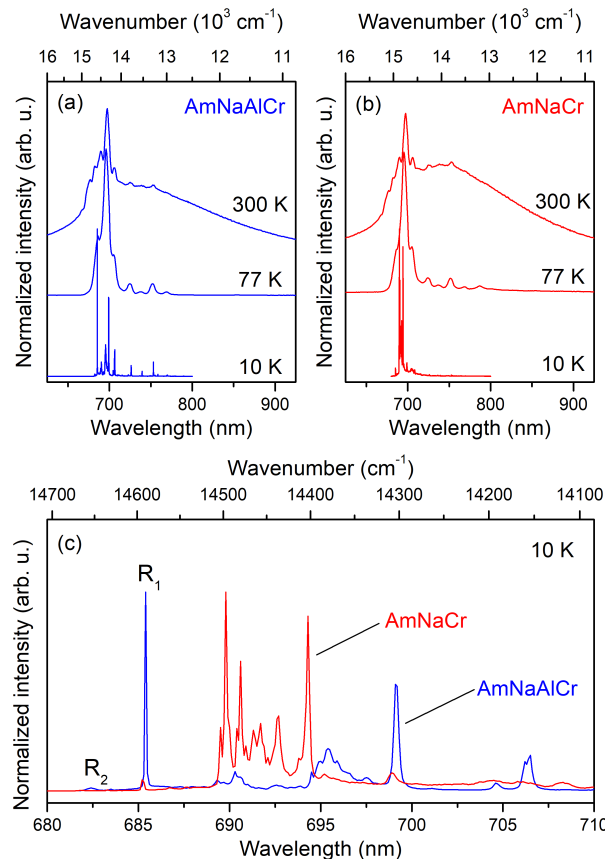 Wavenumber (10³ cm⁻¹) Wavenumber (10³ cm⁻¹)
16 15 14 13 12 11 16 15 14 13 12 11
(a) AmNaAlCr (b) AmNaCr
Normalized intensity (arb. u.) Normalized intensity (arb. u.)
300 K 300 K
77 K 77 K
10 K 10 K
700 800 900 700 800 900
Wavelength (nm) Wavelength (nm)
Wavenumber (cm⁻¹)
14700 14600 14500 14400 14300 14200 14100
(c) 10 K
Normalized intensity (arb. u.)
R₁
AmNaCr
AmNaAlCr
R₂
680 685 690 695 700 705 710
Wavelength (nm)